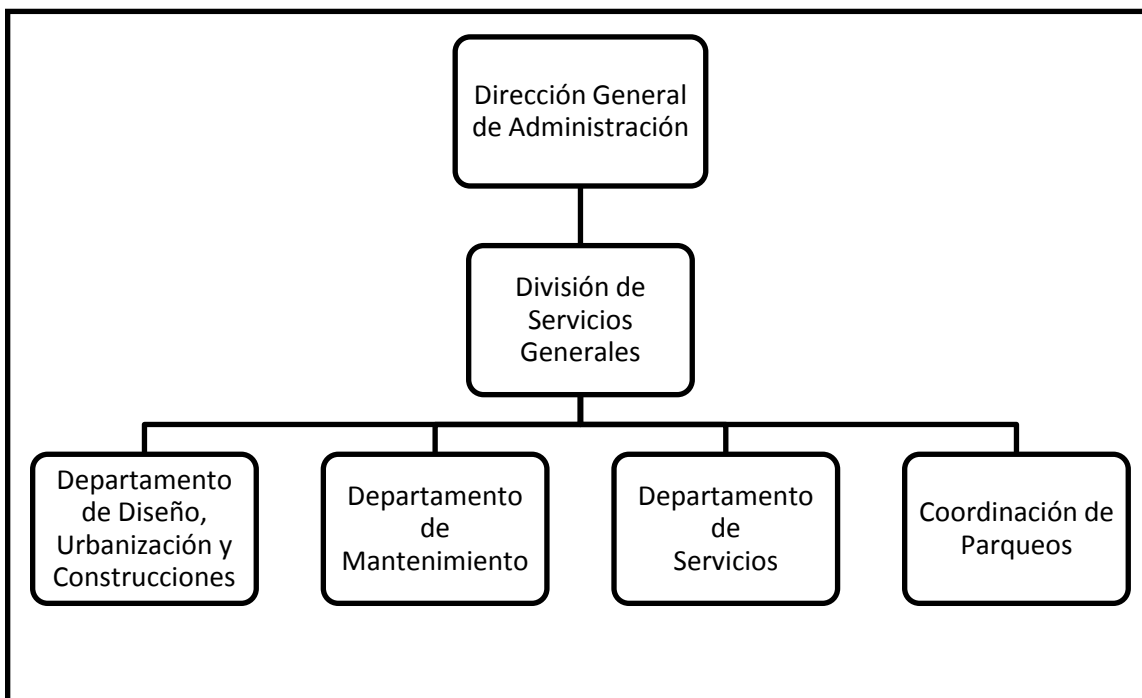 Dirección General
de Administración
División de
Servicios
Generales
Departamento
de Diseño,
Urbanización y
Construcciones
Departamento
de
Mantenimiento
Departamento
de
Servicios
Coordinación de
Parqueos